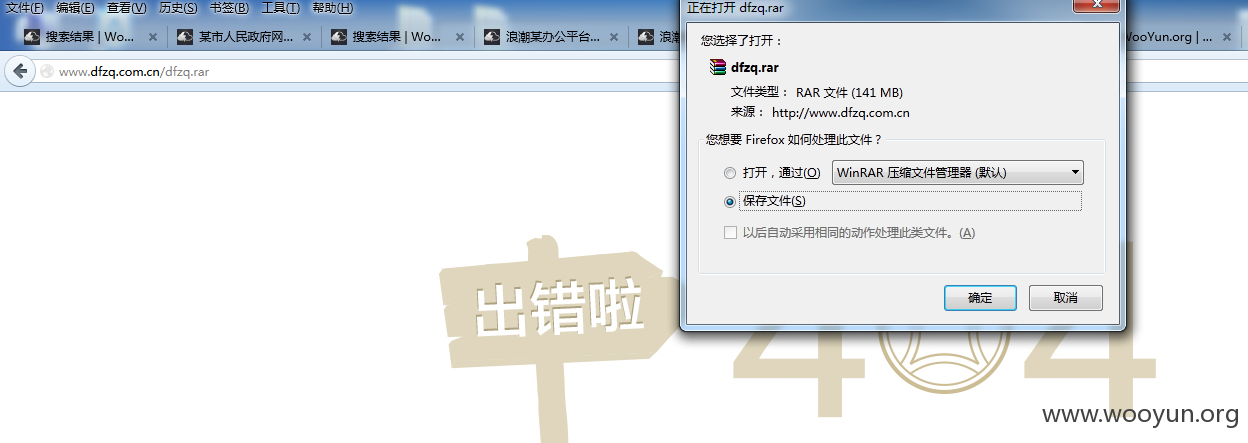 文件(F) 编辑(E) 查看(V) 历史(S) 书签(B) 工具(T) 帮助(H)
搜索结果 | Wo... 某市人民政府网... 搜索结果 | Wo... 浪潮某办公平台... 浪潮 WooYun.org | ...
www.dfzq.com.cn/dfzq.rar
正在打开 dfzq.rar
您选择了打开：
dfzq.rar
文件类型： RAR 文件 (141 MB)
来源： http://www.dfzq.com.cn
您想要 Firefox 如何处理此文件？
打开，通过(O) WinRAR 压缩文件管理器 (默认)
保存文件(S)
以后自动采用相同的动作处理此类文件。(A)
确定 取消
出错啦
404
www.wooyun.org